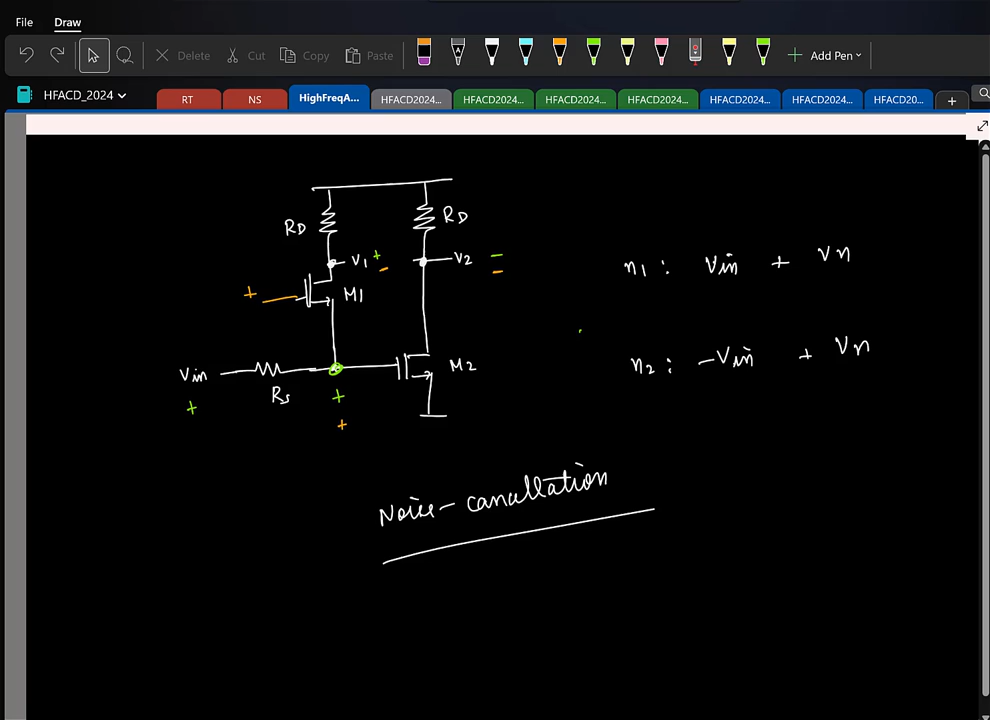 File Draw
Delete Cut Copy Paste Add Pen
HFACD_2024 RT NS HighFreqA... HFACD2024... HFACD2024... HFACD2024... HFACD2024... HFACD2024... HFACD2024... HFACD20... +
RD RD
V1 + - V2 - -
+ M1
n1 : Vin + Vn
Vin Rs M2
+ + +
n2 : -Vin + Vn
Noise-canallation